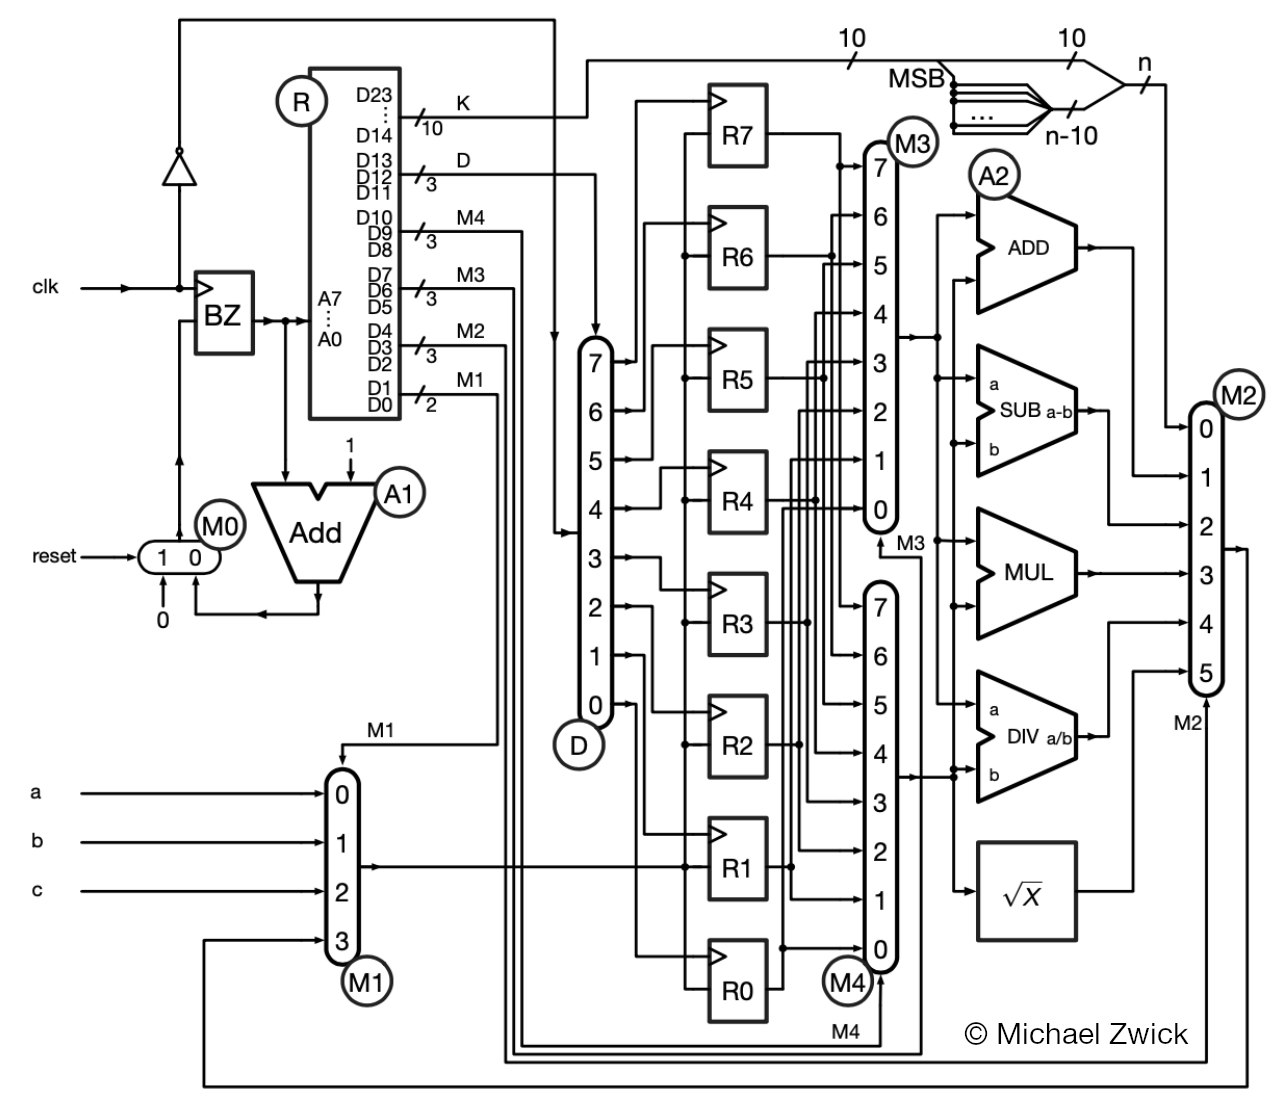 10
10
n
MSB
...
n-10
R
D23
⋮
D14
K
10
D13
D12
D11
D
3
D10
D9
D8
M4
3
D7
D6
D5
M3
3
D4
D3
D2
M2
3
D1
D0
M1
2
A7
⋮
A0
clk
BZ
1
A1
Add
M0
reset
1 0
0
M1
a
b
c
0
1
2
3
M1
7
6
5
4
3
2
1
0
D
R7
R6
R5
R4
R3
R2
R1
R0
M3
7
6
5
4
3
2
1
0
M3
7
6
5
4
3
2
1
0
M4
M4
A2
ADD
a
SUB a-b
b
MUL
a
DIV a/b
b
√X
M2
0
1
2
3
4
5
M2
© Michael Zwick